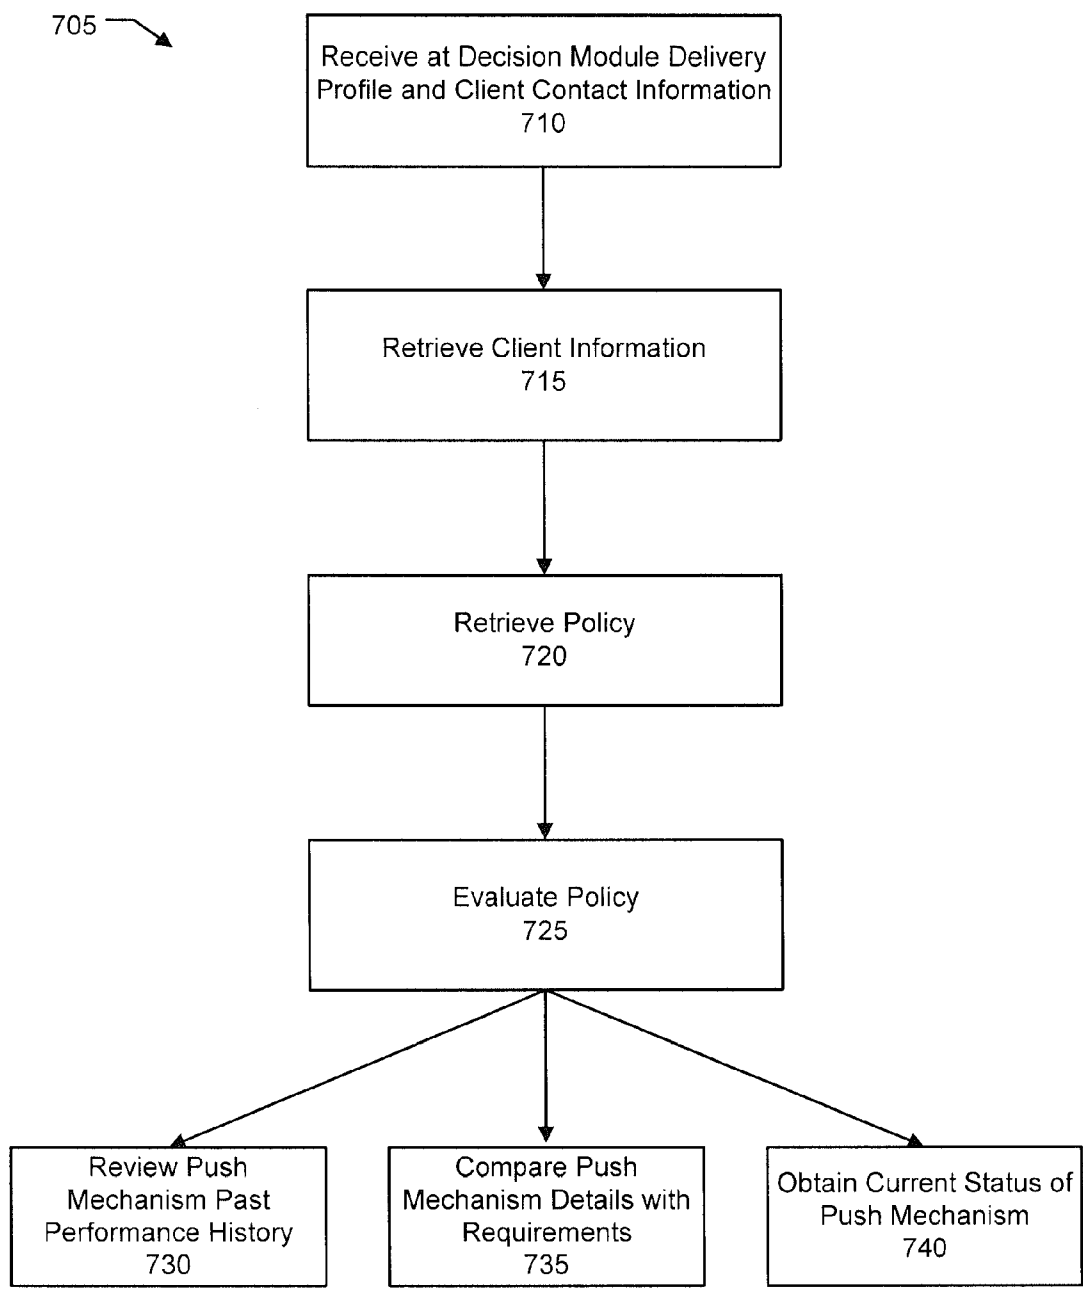 705
Receive at Decision Module Delivery
Profile and Client Contact Information
710
Retrieve Client Information
715
Retrieve Policy
720
Evaluate Policy
725
Review Push
Mechanism Past
Performance History
730
Compare Push
Mechanism Details with
Requirements
735
Obtain Current Status of
Push Mechanism
740